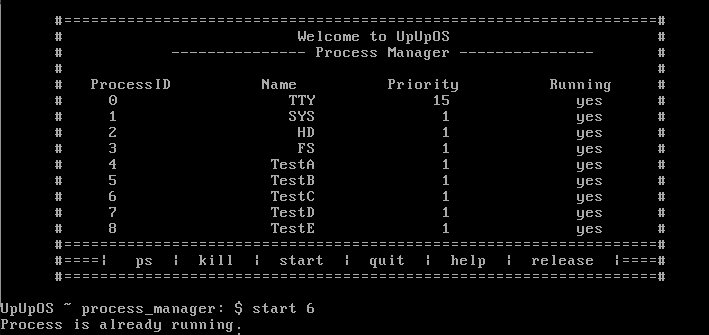 #=================================================================#
# Welcome to UpUpOS #
# --------------- Process Manager --------------- #
# #
# ProcessID Name Priority Running #
# 0 TTY 15 yes #
# 1 SYS 1 yes #
# 2 HD 1 yes #
# 3 FS 1 yes #
# 4 TestA 1 yes #
# 5 TestB 1 yes #
# 6 TestC 1 yes #
# 7 TestD 1 yes #
# 8 TestE 1 yes #
#=================================================================#
#====¦ ps ¦ kill ¦ start ¦ quit ¦ help ¦ release ¦====#
#=================================================================#
UpUpOS ~ process_manager: $ start 6
Process is already running.